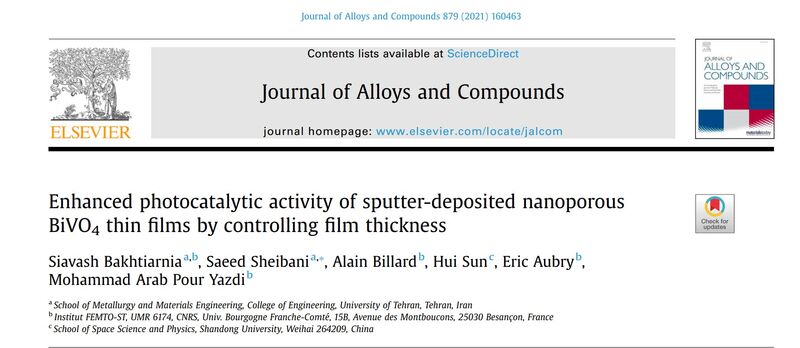 Journal of Alloys and Compounds 879 (2021) 160463
Contents lists available at ScienceDirect
Journal of Alloys and Compounds
journal homepage: www.elsevier.com/locate/jalcom
ELSEVIER
JOURNAL OF
ALLOYS AND
COMPOUNDS
Enhanced photocatalytic activity of sputter-deposited nanoporous
BiVO4 thin films by controlling film thickness
Check for
updates
Siavash Bakhtiarnia a,b, Saeed Sheibani a,*, Alain Billard b, Hui Sun c, Eric Aubry b,
Mohammad Arab Pour Yazdi b
a School of Metallurgy and Materials Engineering, College of Engineering, University of Tehran, Tehran, Iran
b Institut FEMTO-ST, UMR 6174, CNRS, Univ. Bourgogne Franche-Comté, 15B, Avenue des Montboucons, 25030 Besançon, France
c School of Space Science and Physics, Shandong University, Weihai 264209, China